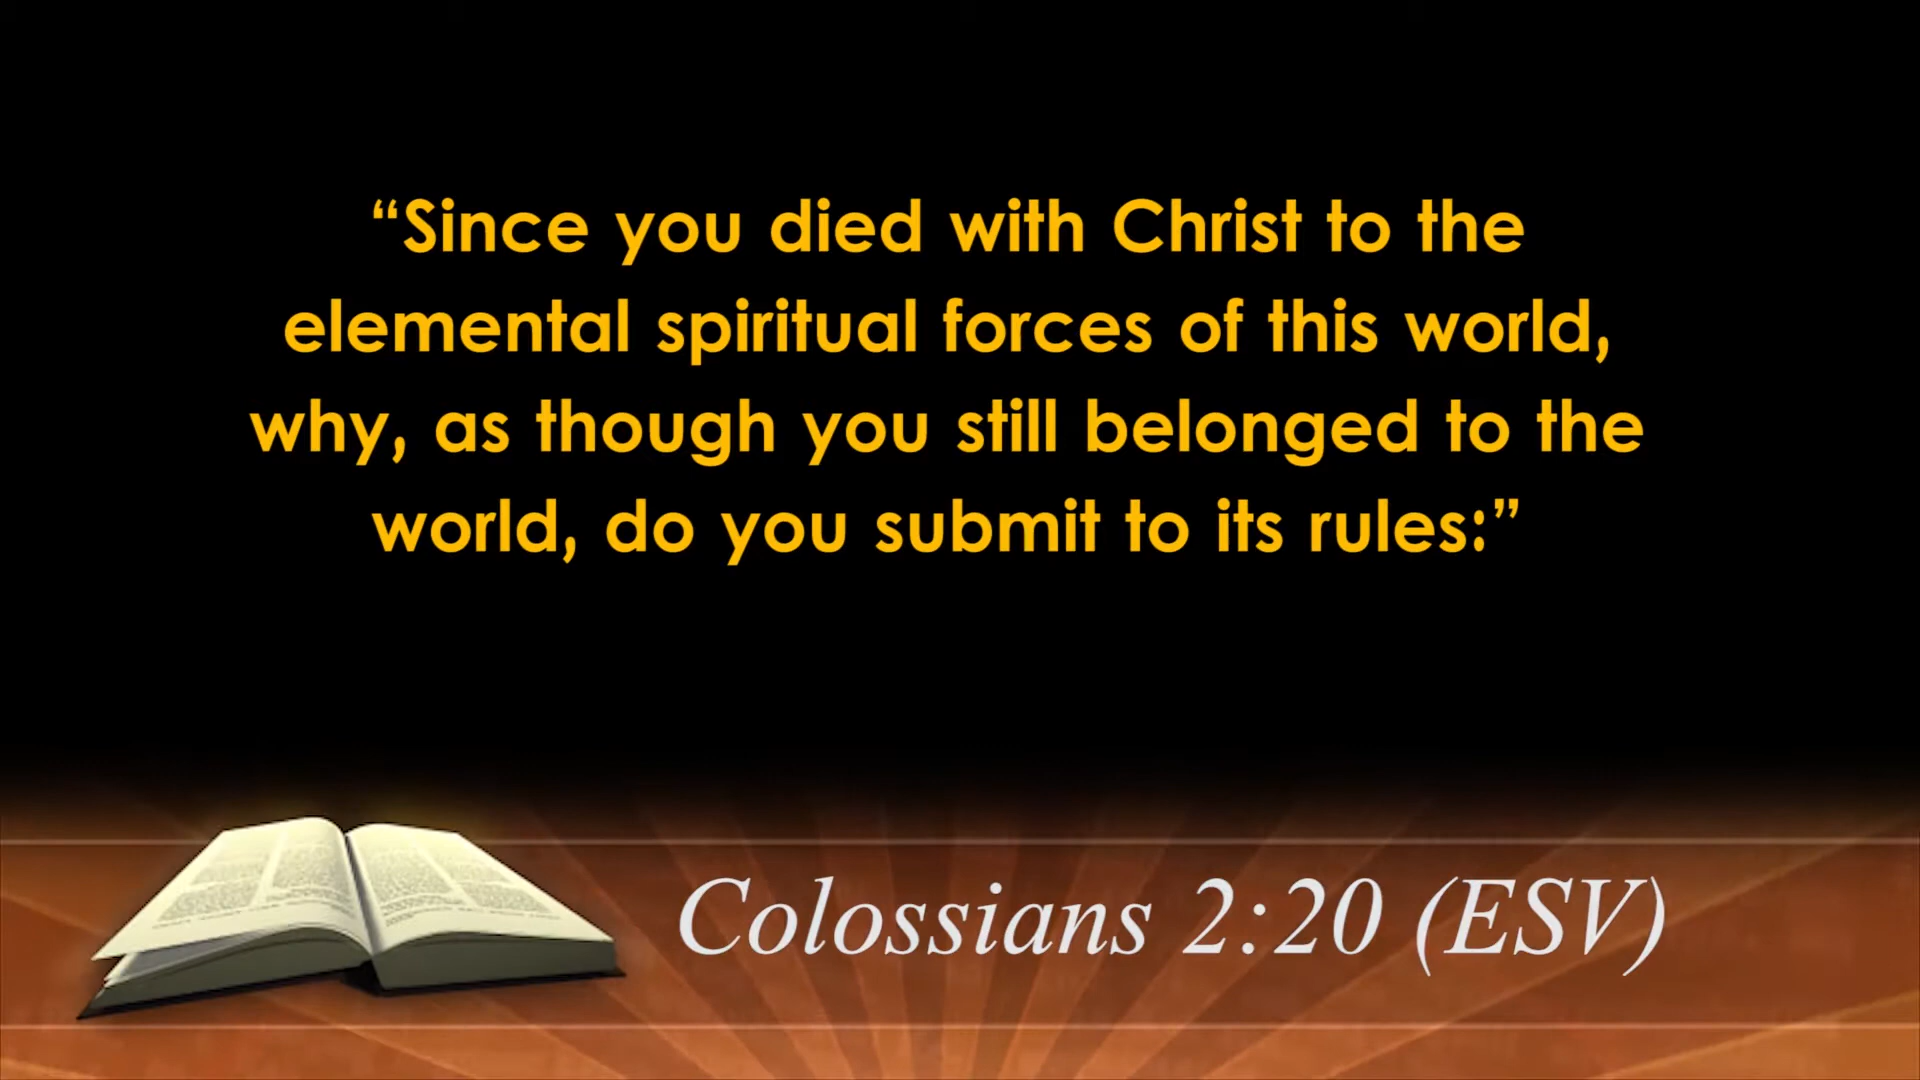 “Since you died with Christ to the
elemental spiritual forces of this world,
why, as though you still belonged to the
world, do you submit to its rules:”
Colossians 2:20 (ESV)